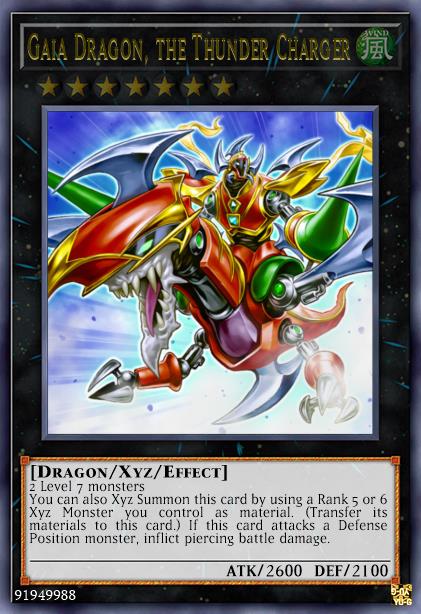 Gaia Dragon, the Thunder Charger
WIND
風
[Dragon/Xyz/Effect]
2 Level 7 monsters
You can also Xyz Summon this card by using a Rank 5 or 6
Xyz Monster you control as material. (Transfer its
materials to this card.) If this card attacks a Defense
Position monster, inflict piercing battle damage.
ATK/2600 DEF/2100
91949988